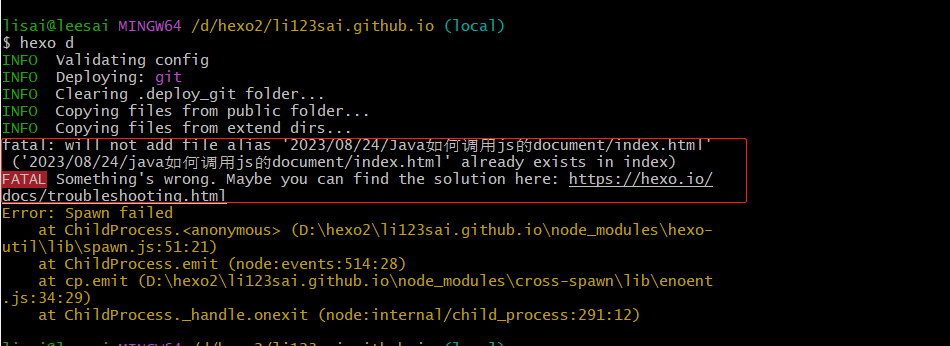 lisai@leesai MINGW64 /d/hexo2/li123sai.github.io (local)
$ hexo d
INFO  Validating config
INFO  Deploying: git
INFO  Clearing .deploy_git folder...
INFO  Copying files from public folder...
INFO  Copying files from extend dirs...
fatal: will not add file alias '2023/08/24/Java如何调用js的document/index.html'
 ('2023/08/24/java如何调用js的document/index.html' already exists in index)
FATAL Something's wrong. Maybe you can find the solution here: https://hexo.io/
docs/troubleshooting.html
Error: Spawn failed
    at ChildProcess.<anonymous> (D:\hexo2\li123sai.github.io\node_modules\hexo-
util\lib\spawn.js:51:21)
    at ChildProcess.emit (node:events:514:28)
    at cp.emit (D:\hexo2\li123sai.github.io\node_modules\cross-spawn\lib\enoent
.js:34:29)
    at ChildProcess._handle.onexit (node:internal/child_process:291:12)
lisai@leesai MINGW64 /d/hexo2/li123sai.github.io (local)